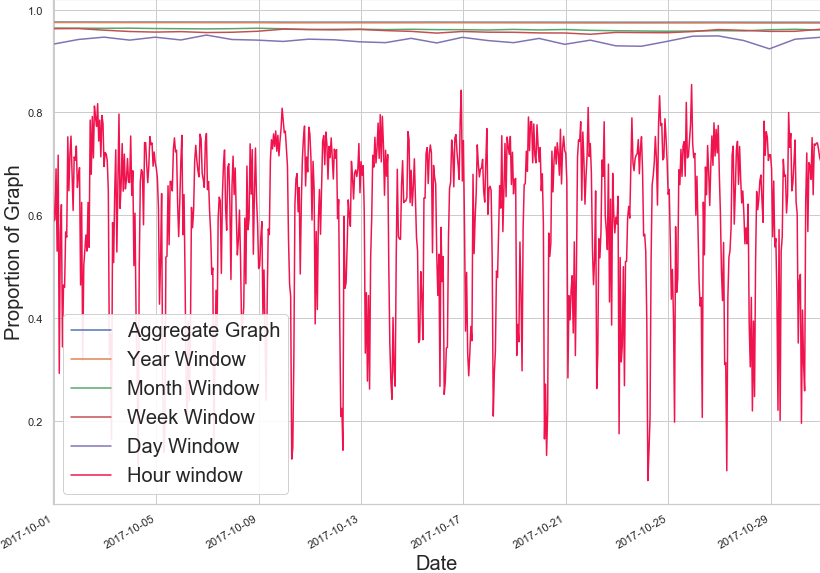 1.0
0.8
0.6
0.4
0.2
Proportion of Graph
Aggregate Graph
Year Window
Month Window
Week Window
Day Window
Hour window
2017-10-01
2017-10-05
2017-10-09
2017-10-13
2017-10-17
2017-10-21
2017-10-25
2017-10-29
Date